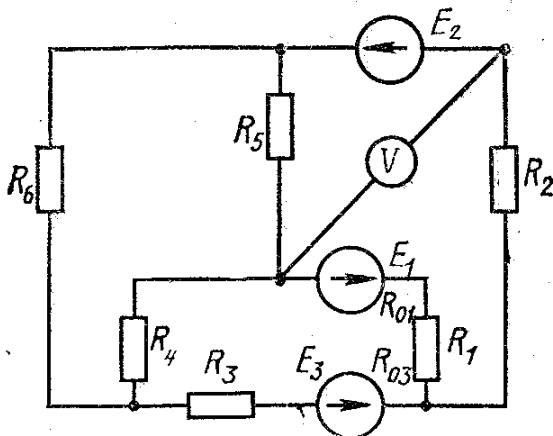 E₂
R₅
V
R₆
R₂
E₁
R₀₁
R₄
R₁
R₃
E₃
R₀₃